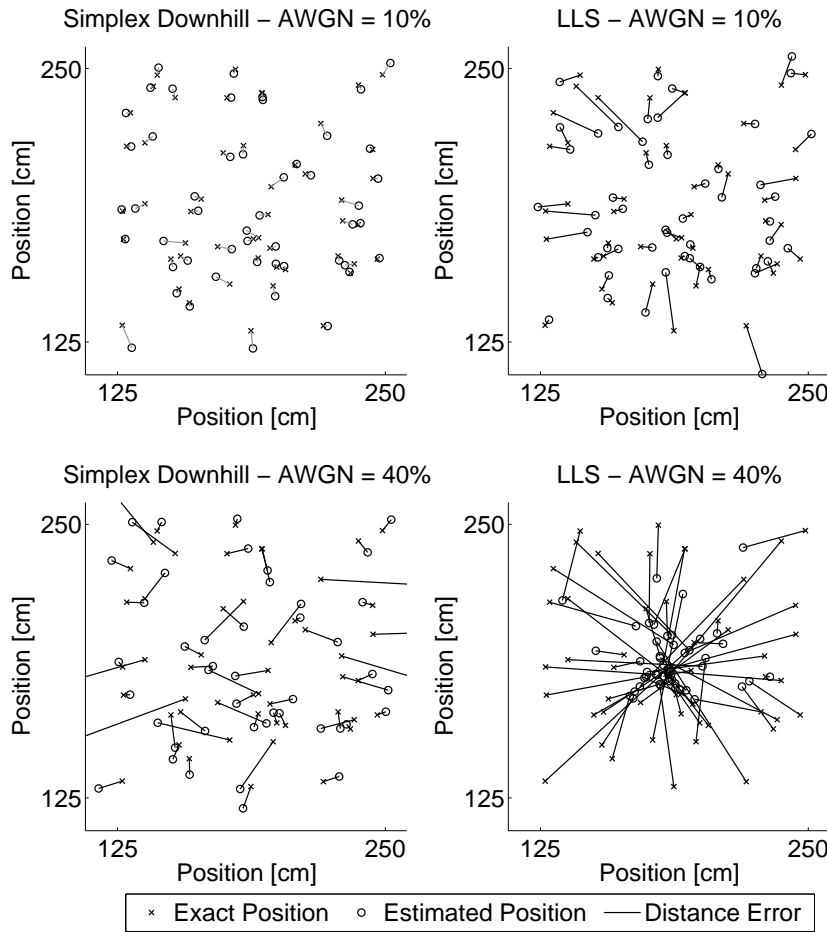 Simplex Downhill – AWGN = 10%
250
125
Position [cm]
125
250
Position [cm]
LLS – AWGN = 10%
250
125
Position [cm]
125
250
Position [cm]
Simplex Downhill – AWGN = 40%
250
125
Position [cm]
125
250
Position [cm]
LLS – AWGN = 40%
250
125
Position [cm]
125
250
Position [cm]
Exact Position
Estimated Position
Distance Error